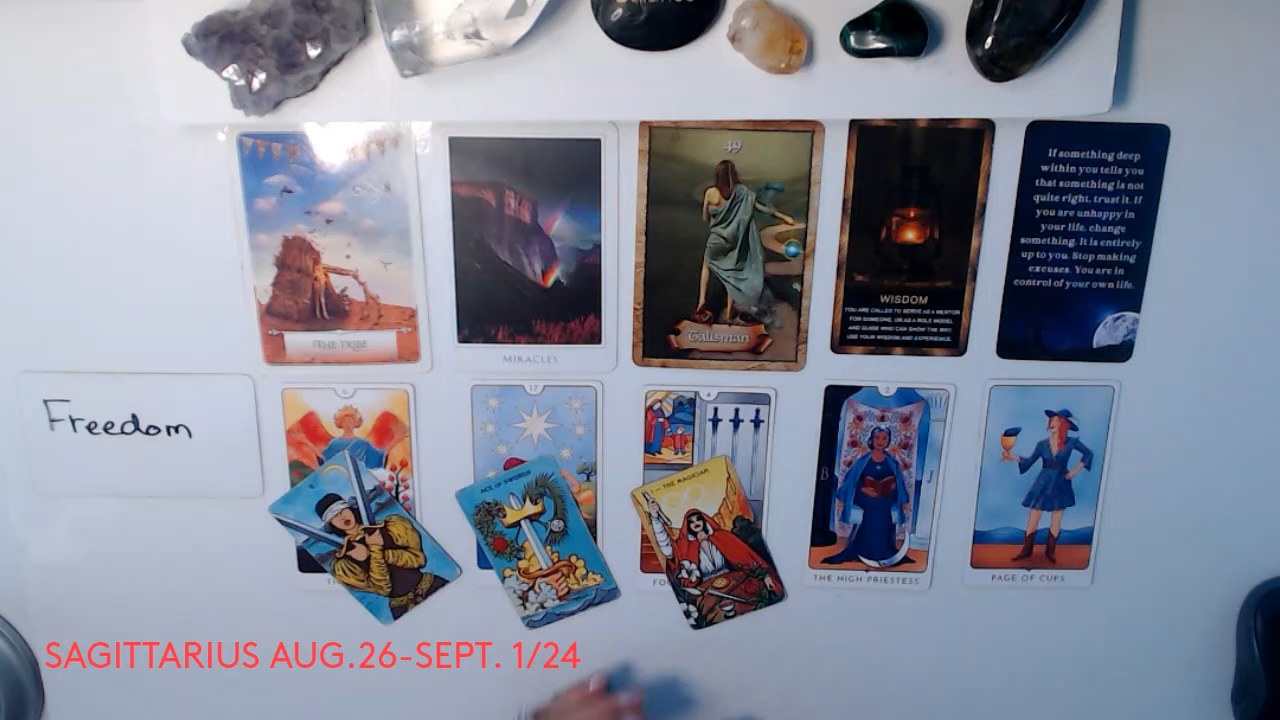 Balance
8
THE TRIBE
MIRACLES
49
Talisman
WISDOM
YOU ARE CALLED TO SERVE AS A MENTOR
FOR SOMEONE, OR AS A ROLE MODEL
AND GUIDE WHO CAN SHOW THE WAY
USE YOUR WISDOM AND EXPERIENCE.
If something deep
within you tells you
that something is not
quite right, trust it. If
you are unhappy in
your life, change
something. It is entirely
up to you. Stop making
excuses. You are in
control of your own life.
Freedom
6
17
ACE OF SWORDS
4
I - THE MAGICIAN
2
B
J
THE HIGH PRIESTESS
PAGE OF CUPS
SAGITTARIUS AUG.26-SEPT. 1/24